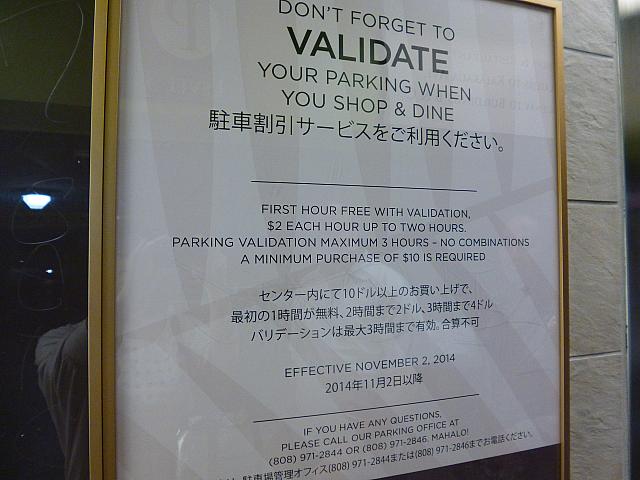 DON'T FORGET TO
VALIDATE
YOUR PARKING WHEN
YOU SHOP & DINE
駐車割引サービスをご利用ください。
FIRST HOUR FREE WITH VALIDATION,
$2 EACH HOUR UP TO TWO HOURS.
PARKING VALIDATION MAXIMUM 3 HOURS – NO COMBINATIONS
A MINIMUM PURCHASE OF $10 IS REQUIRED
センター内にて10ドル以上のお買い上げで、
最初の1時間が無料、2時間まで2ドル、3時間まで4ドル
バリデーションは最大3時間まで有効。合算不可
EFFECTIVE NOVEMBER 2, 2014
2014年11月2日以降
IF YOU HAVE ANY QUESTIONS,
PLEASE CALL OUR PARKING OFFICE AT
(808) 971-2844 OR (808) 971-2846. MAHALO!
駐車場管理オフィス(808) 971-2844または(808) 971-2846までお電話ください。